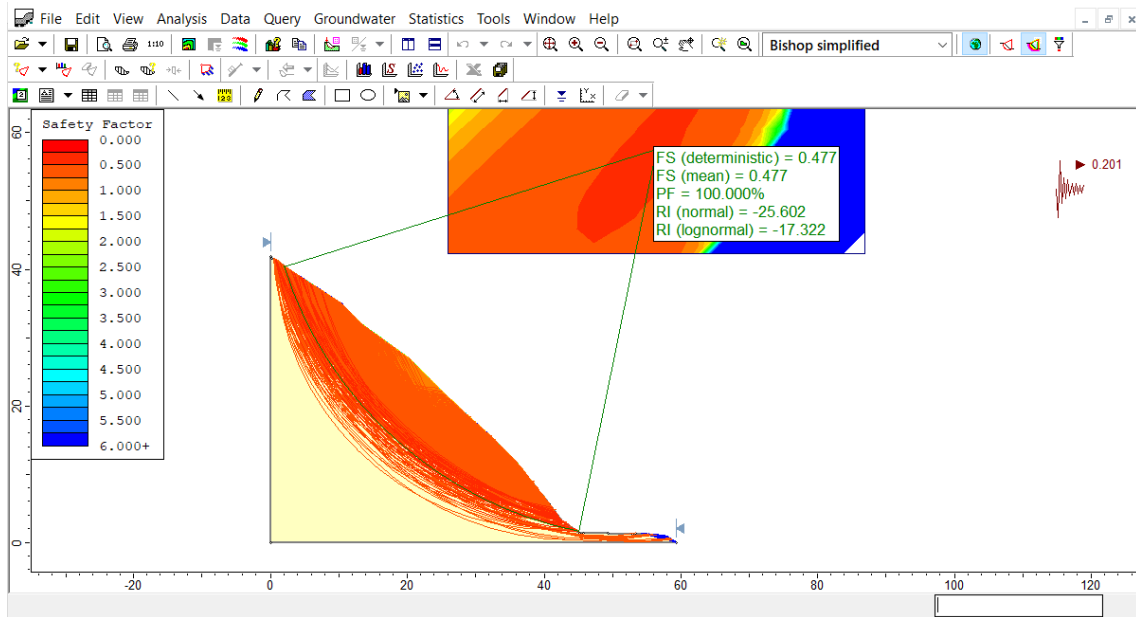 File Edit View Analysis Data Query Groundwater Statistics Tools Window Help
1:10
Bishop simplified
Safety Factor
0.000
0.500
1.000
1.500
2.000
2.500
3.000
3.500
4.000
4.500
5.000
5.500
6.000+
FS (deterministic) = 0.477
FS (mean) = 0.477
PF = 100.000%
RI (normal) = -25.602
RI (lognormal) = -17.322
0.201
60
40
20
0
-20 0 20 40 60 80 100 120